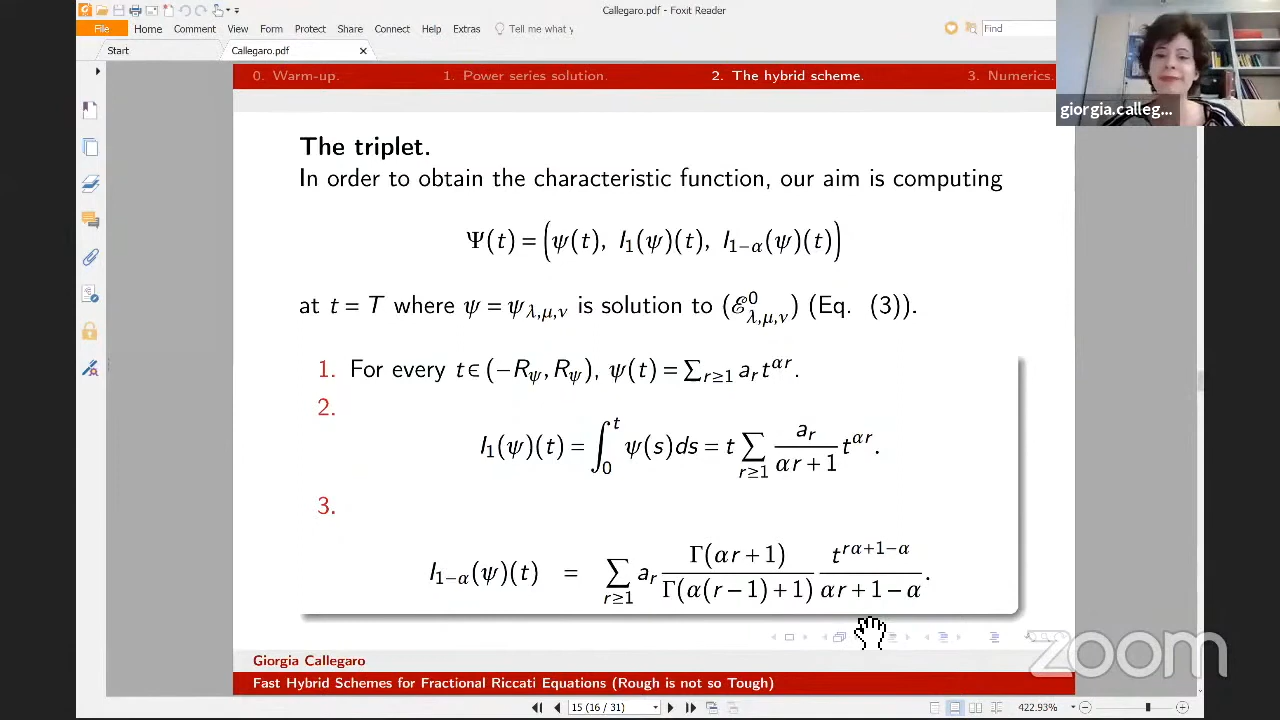 Callegaro.pdf - Foxit Reader
File Home Comment View Form Protect Share Connect Help Extras Tell me what y Find
Start Callegaro.pdf
0. Warm-up. 1. Power series solution. 2. The hybrid scheme. 3. Numerics.
giorgia.calleg...
The triplet.
In order to obtain the characteristic function, our aim is computing
Ψ(t) = (ψ(t), I₁(ψ)(t), I₁₋α(ψ)(t))
at t = T where ψ = ψ_{λ,μ,ν} is solution to (ℰ⁰_{λ,μ,ν}) (Eq. (3)).
1. For every t ∈ (−R_ψ, R_ψ), ψ(t) = ∑_{r≥1} a_r t^{αr}.
2.
I₁(ψ)(t) = ∫₀ᵗ ψ(s)ds = t ∑_{r≥1} \frac{a_r}{αr + 1} t^{αr}.
3.
I_{1−α}(ψ)(t) = ∑_{r≥1} a_r \frac{Γ(αr + 1)}{Γ(α(r − 1) + 1)} \frac{t^{rα+1−α}}{αr + 1 − α}.
Giorgia Callegaro
Fast Hybrid Schemes for Fractional Riccati Equations (Rough is not so Tough)
zoom
15 (16 / 31) 422.93%